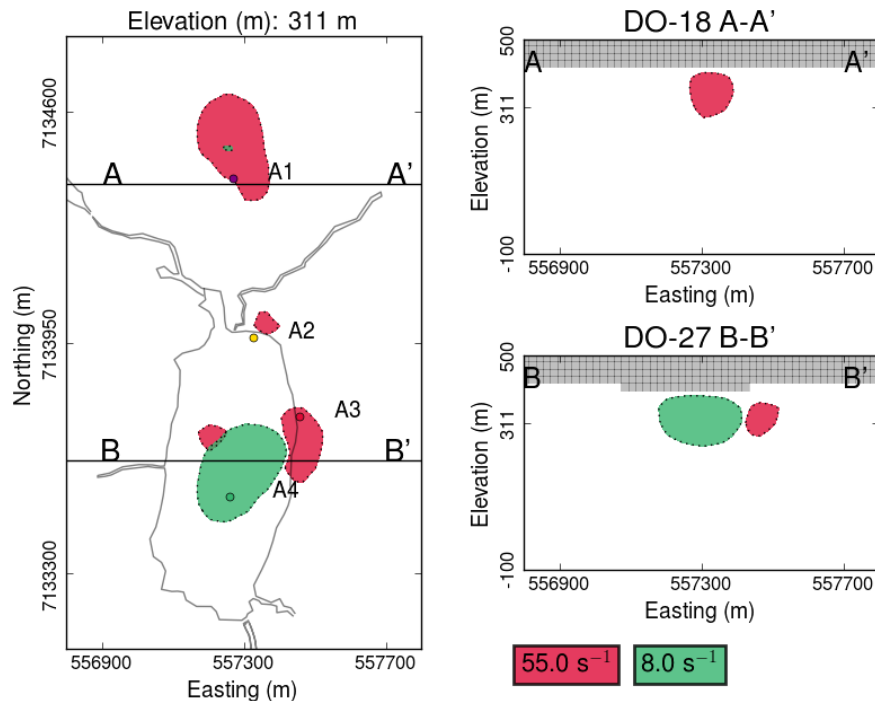 Elevation (m): 311 m
7134600
7133950
7133300
Northing (m)
A
A1
A'
A2
A3
B
B'
A4
556900
557300
557700
Easting (m)
DO-18 A-A'
500
311
-100
Elevation (m)
A
A'
556900
557300
557700
Easting (m)
DO-27 B-B'
500
311
-100
Elevation (m)
B
B'
556900
557300
557700
Easting (m)
55.0 s⁻¹
8.0 s⁻¹